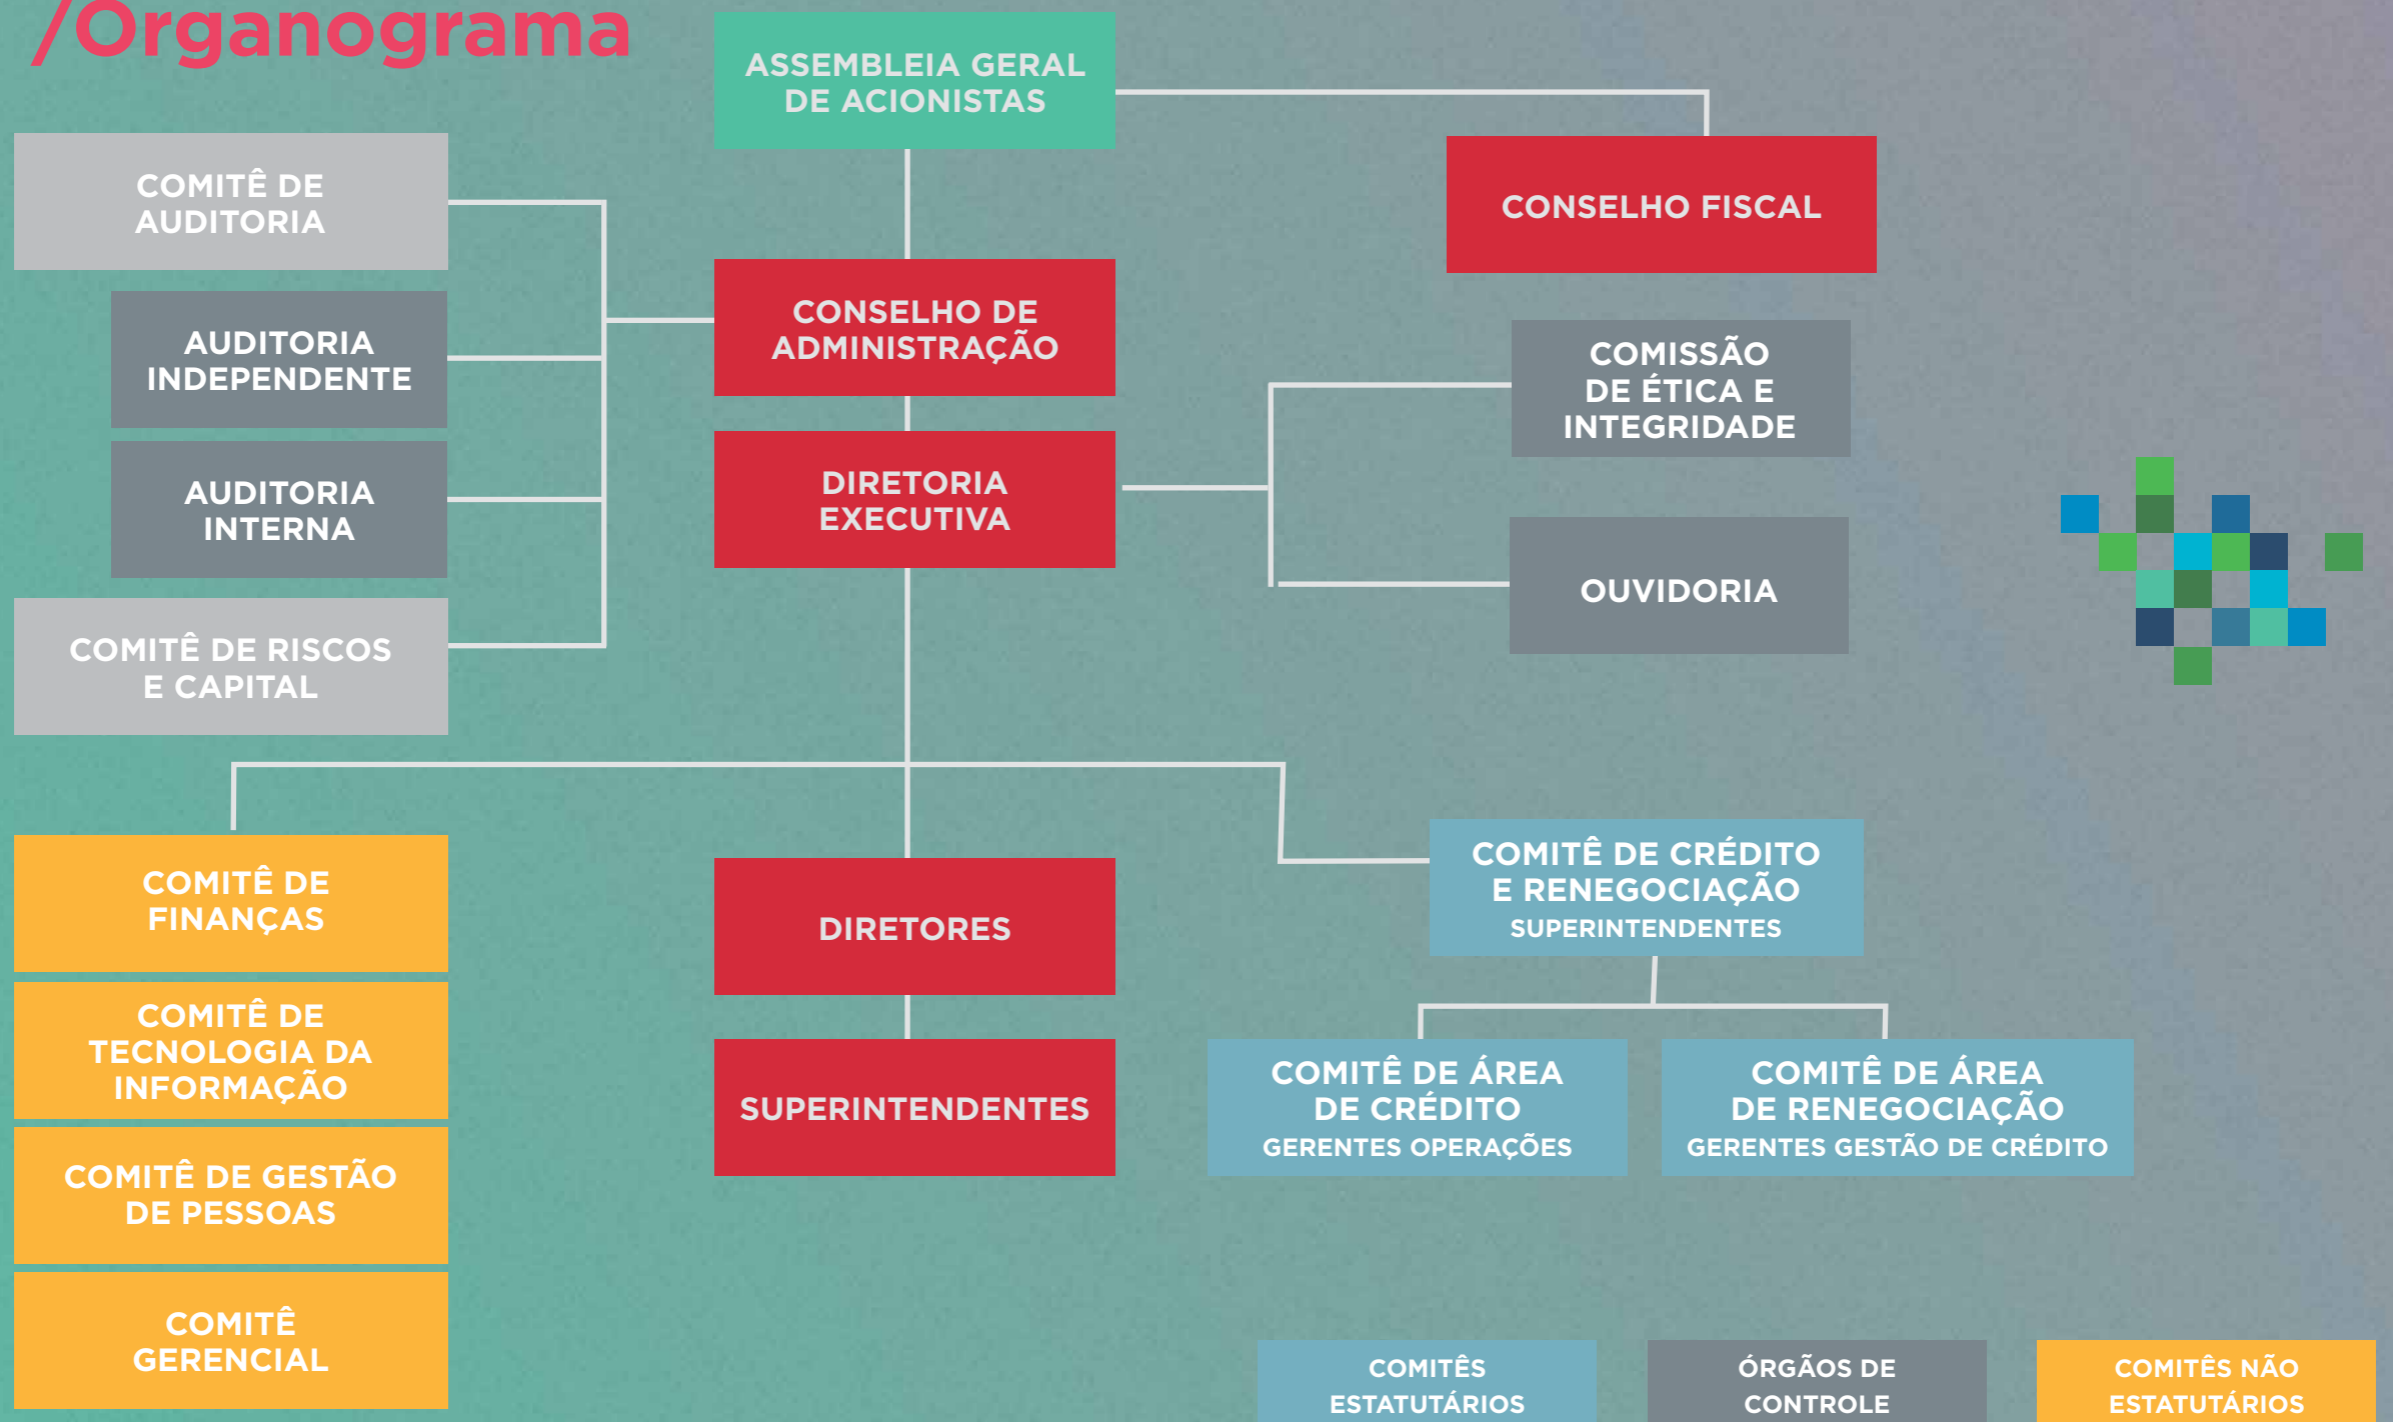 /Organograma
ASSEMBLEIA GERAL
DE ACIONISTAS
COMITÊ DE
AUDITORIA
CONSELHO FISCAL
AUDITORIA
INDEPENDENTE
CONSELHO DE
ADMINISTRAÇÃO
COMISSÃO
DE ÉTICA E
INTEGRIDADE
AUDITORIA
INTERNA
DIRETORIA
EXECUTIVA
OUVIDORIA
COMITÊ DE RISCOS
E CAPITAL
COMITÊ DE
FINANÇAS
DIRETORES
COMITÊ DE CRÉDITO
E RENEGOCIAÇÃO
SUPERINTENDENTES
COMITÊ DE
TECNOLOGIA DA
INFORMAÇÃO
SUPERINTENDENTES
COMITÊ DE ÁREA
DE CRÉDITO
GERENTES OPERAÇÕES
COMITÊ DE ÁREA
DE RENEGOCIAÇÃO
GERENTES GESTÃO DE CRÉDITO
COMITÊ DE GESTÃO
DE PESSOAS
COMITÊ
GERENCIAL
COMITÊS
ESTATUTÁRIOS
ÓRGÃOS DE
CONTROLE
COMITÊS NÃO
ESTATUTÁRIOS